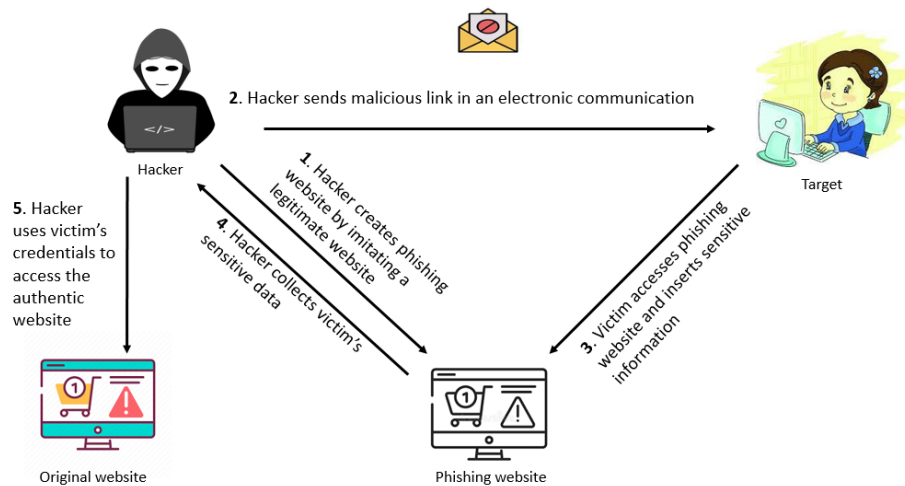 2. Hacker sends malicious link in an electronic communication
</>
Hacker
Target
1. Hacker creates phishing
website by imitating a
legitimate website
4. Hacker collects victim's
sensitive data
3. Victim accesses phishing
website and inserts sensitive
information
5. Hacker
uses victim's
credentials to
access the
authentic
website
1
1
Original website
Phishing website